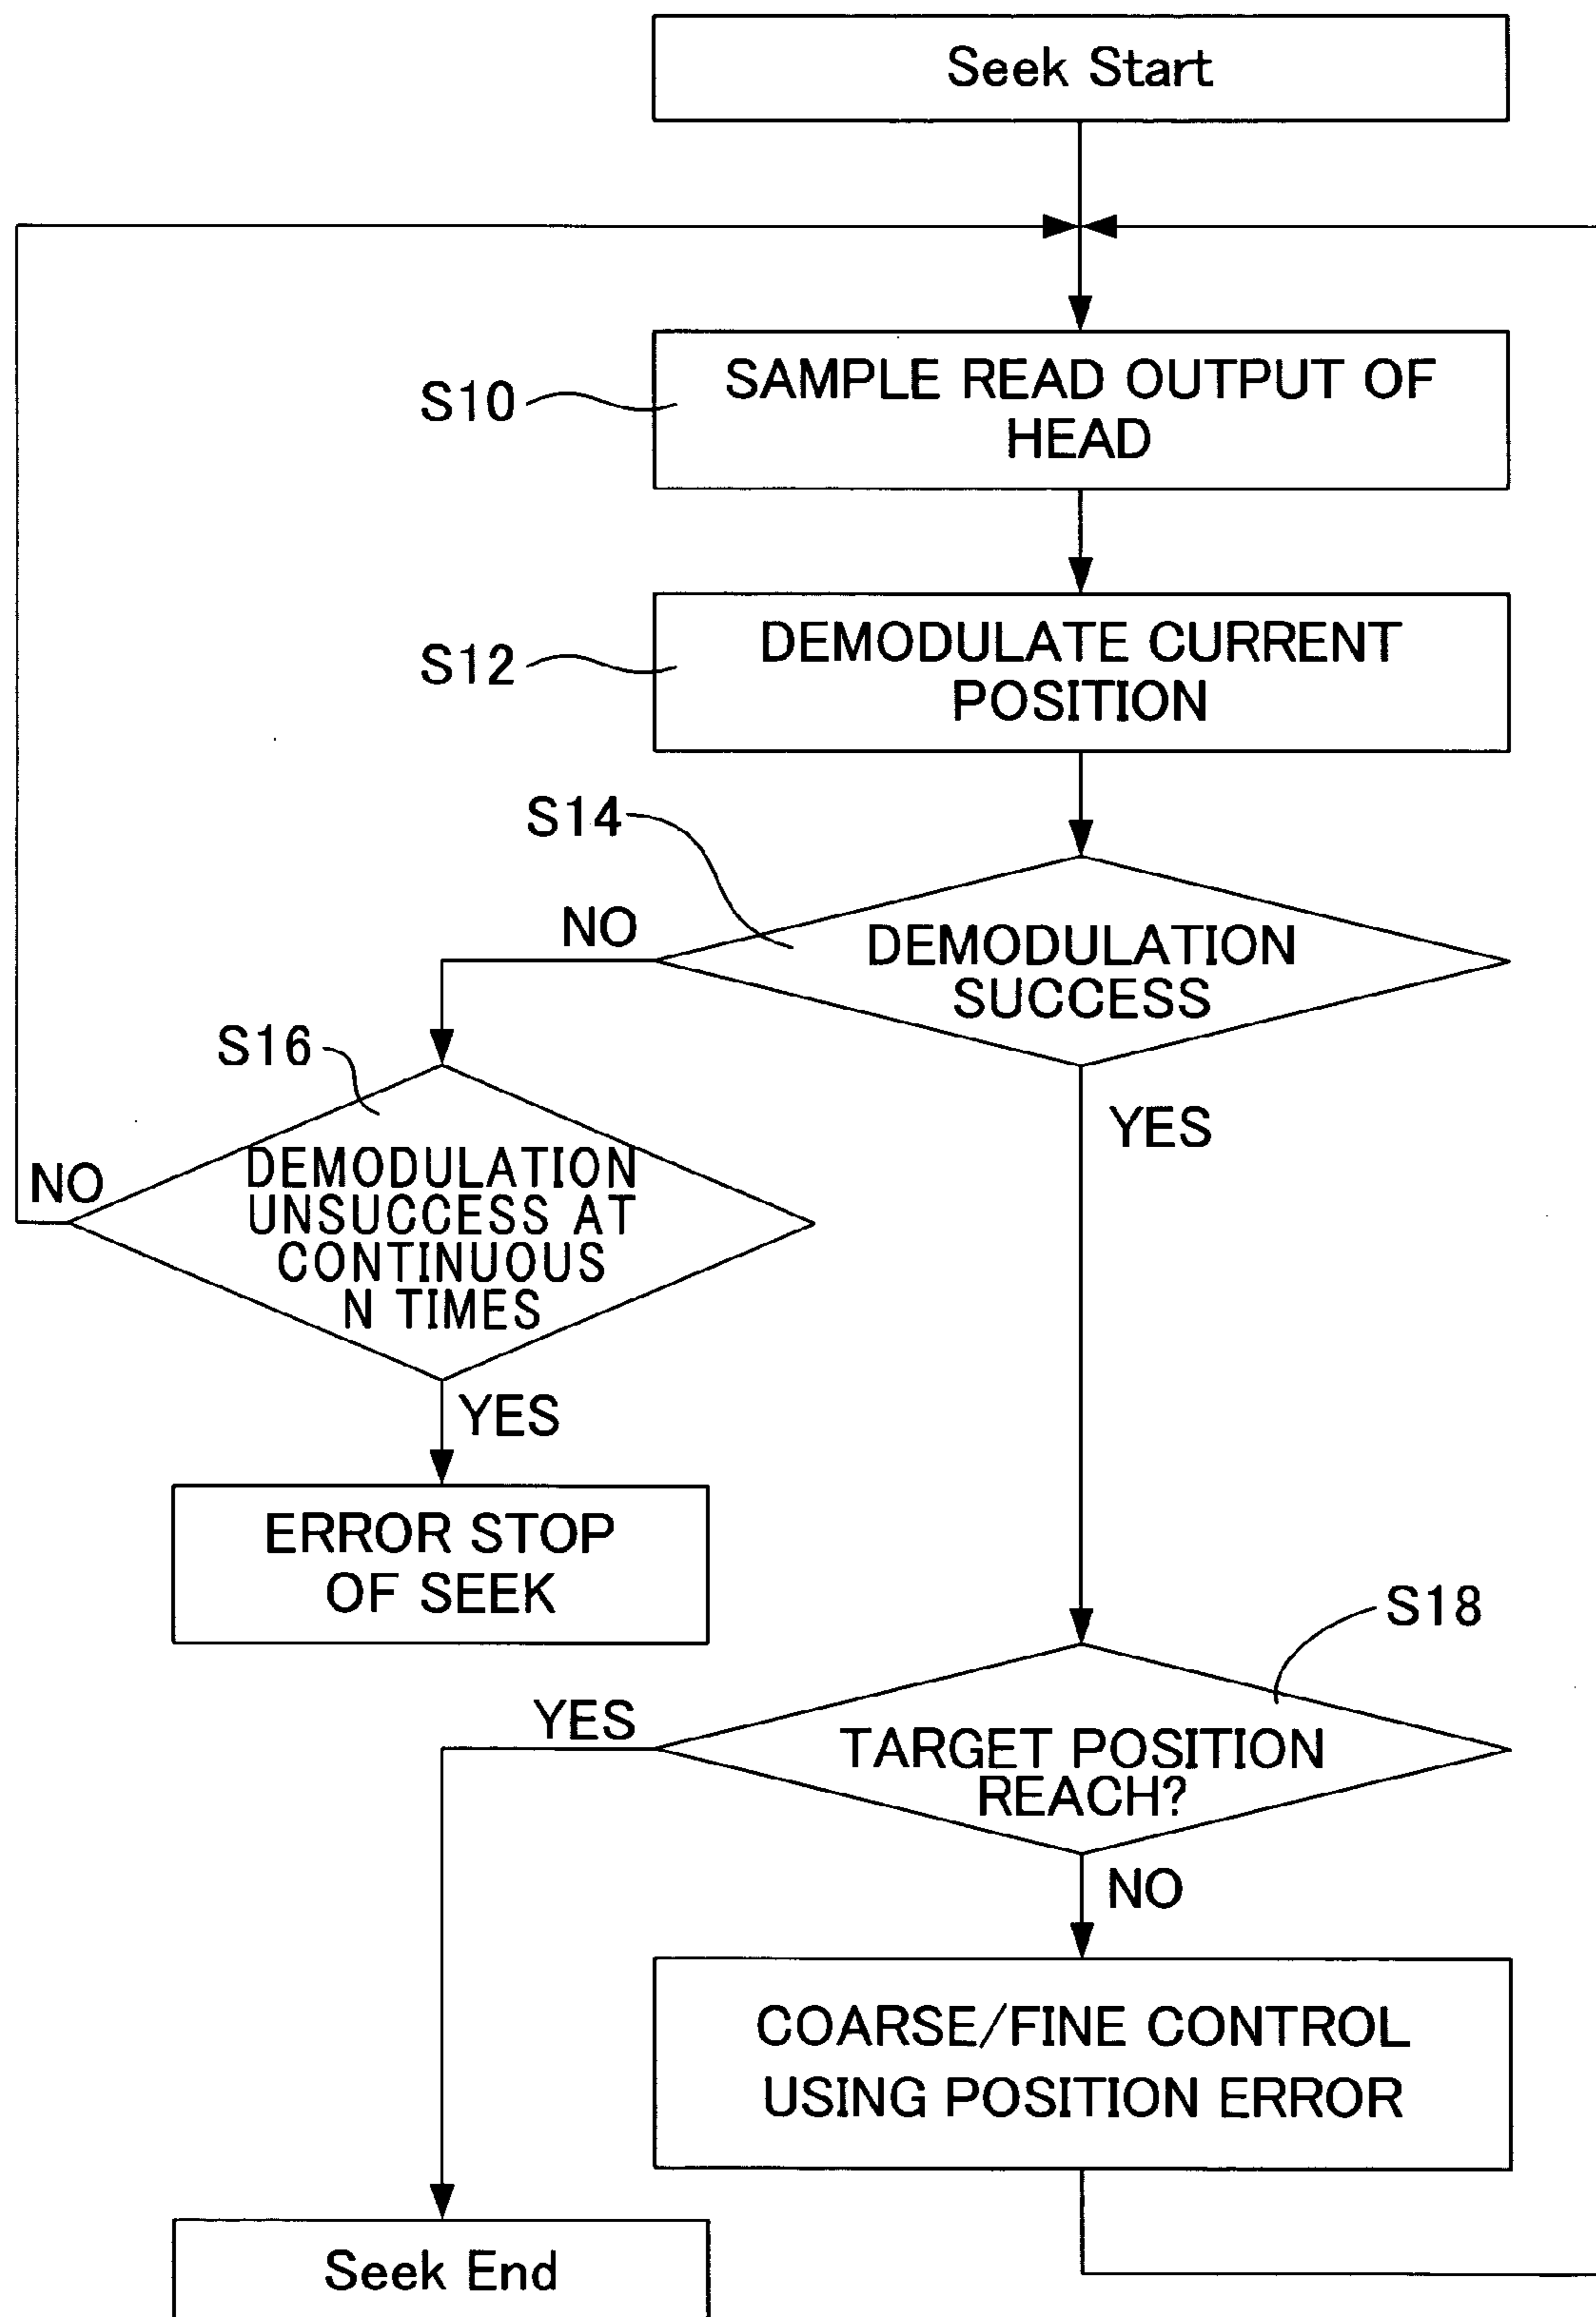 Seek Start
S10
SAMPLE READ OUTPUT OF
HEAD
S12
DEMODULATE CURRENT
POSITION
S14
NO
DEMODULATION
SUCCESS
S16
YES
NO
DEMODULATION
UNSUCCESS AT
CONTINUOUS
N TIMES
YES
ERROR STOP
OF SEEK
S18
YES
TARGET POSITION
REACH?
NO
COARSE/FINE CONTROL
USING POSITION ERROR
Seek End